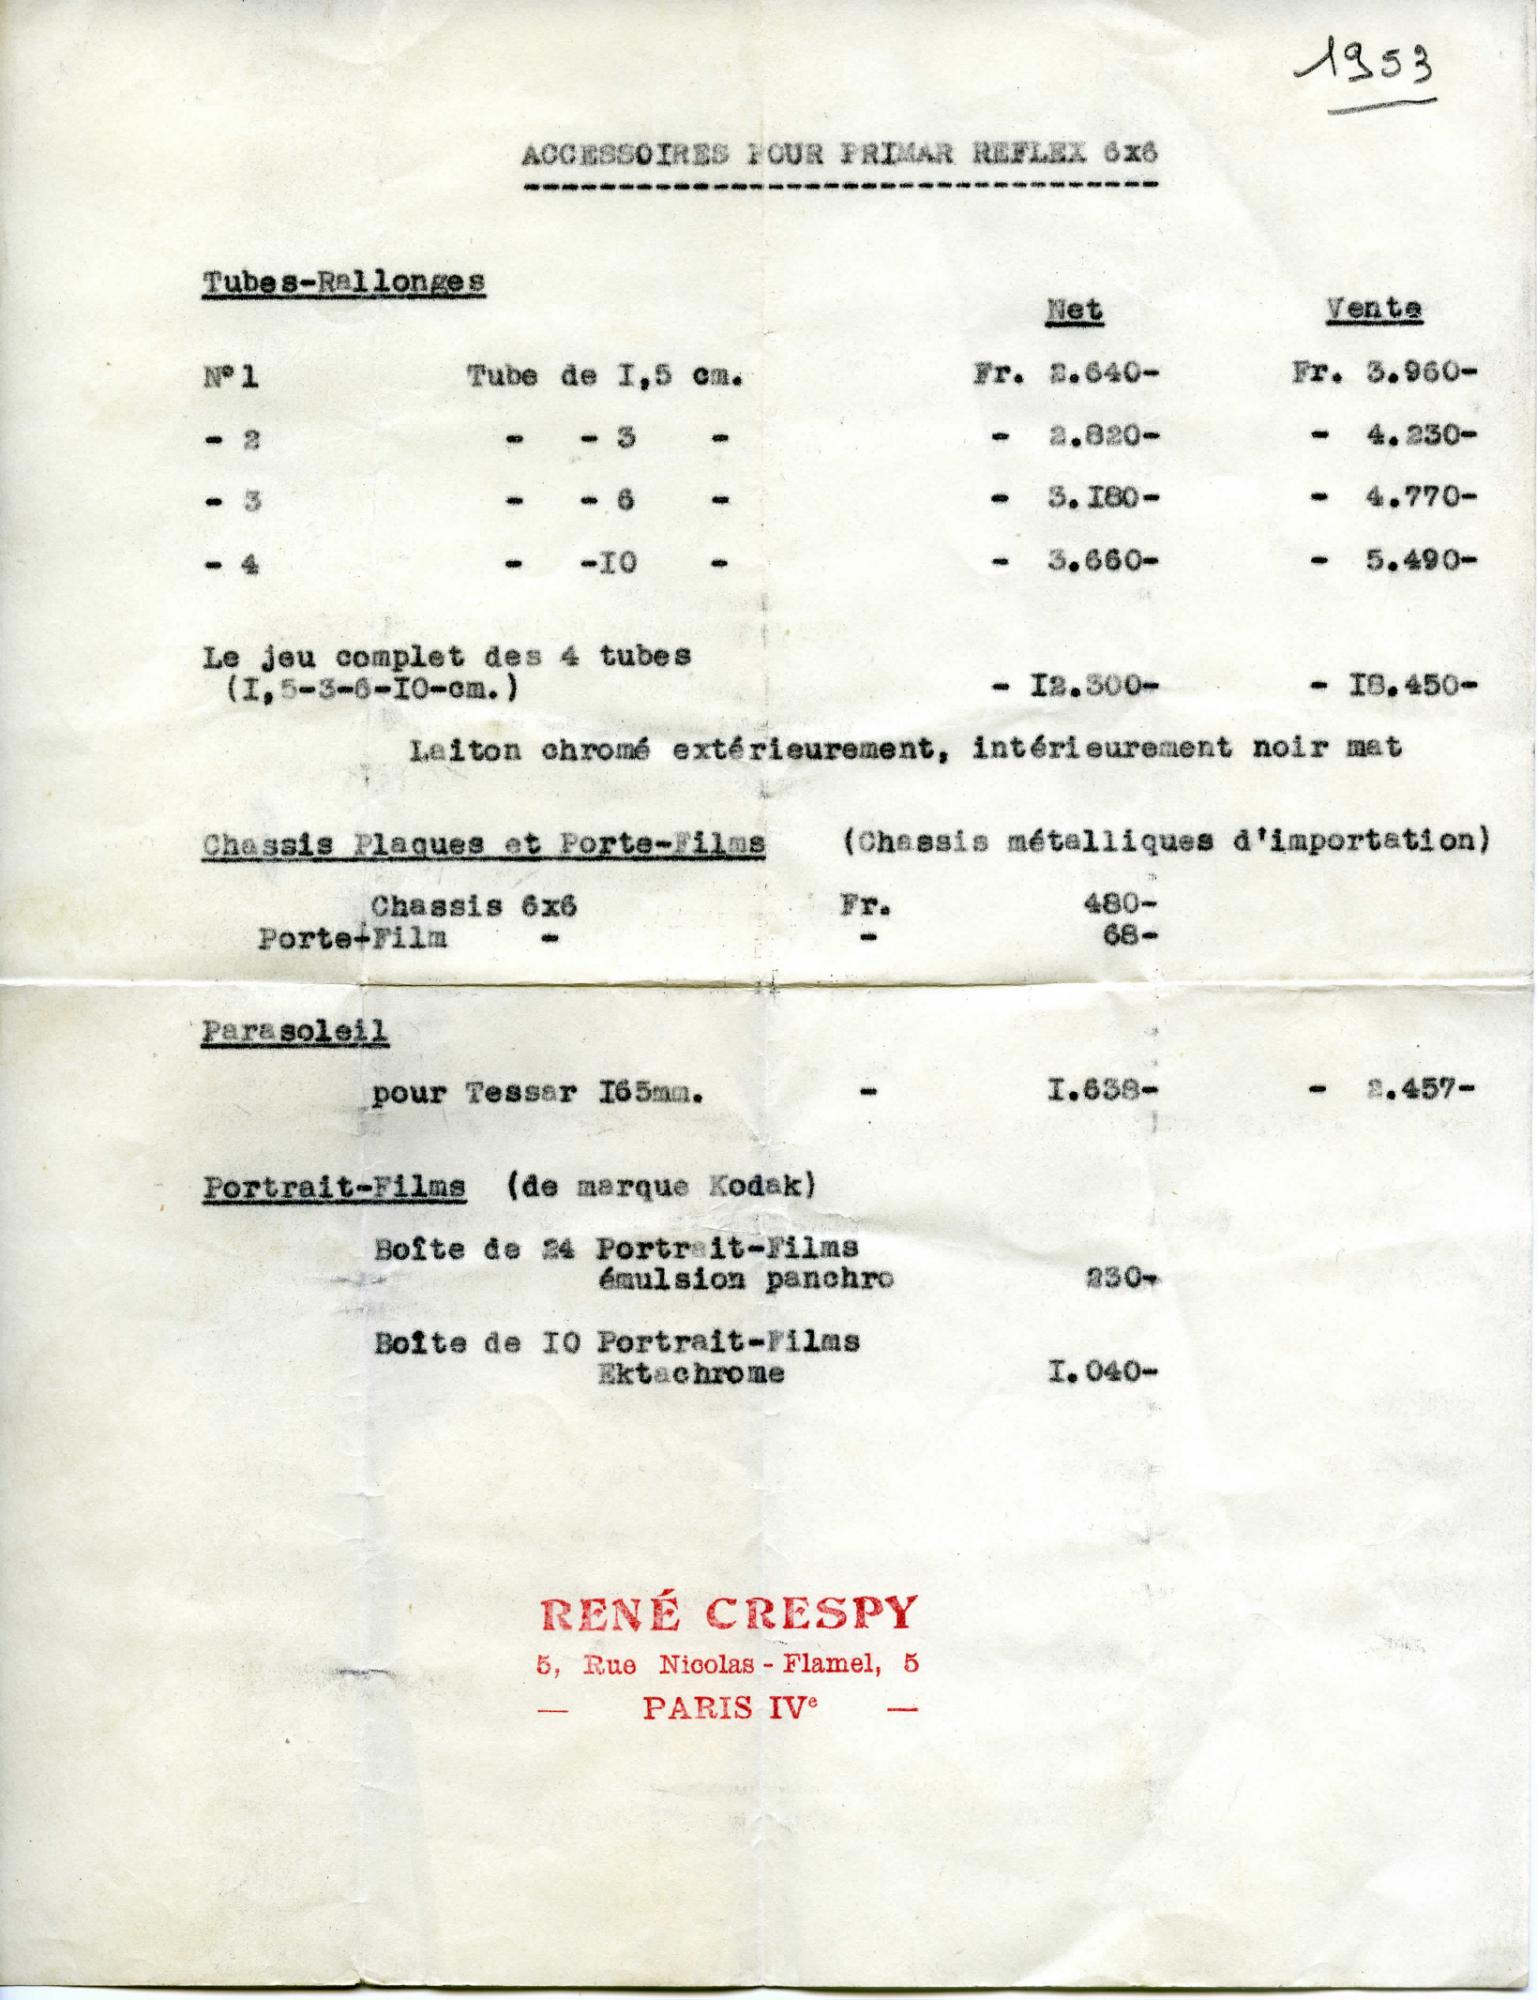 1953
ACCESSOIRES POUR PRIMAR REFLEX 6x6
Tubes-Rallonges
Net Vente
N°1 Tube de I,5 cm. Fr. 2.640- Fr. 3.960-
- 2 - - 3 - - 2.820- - 4.230-
- 3 - - 6 - - 3.I80- - 4.770-
- 4 - -IO - - 3.660- - 5.490-
Le jeu complet des 4 tubes
(I,5-3-6-IO-cm.) - I2.300- - I8.450-
Laiton chromé extérieurement, intérieurement noir mat
Chassis Plaques et Porte-Films (Chassis métalliques d'importation)
Chassis 6x6 Fr. 480-
Porte-Film - - 68-
Parasoleil
pour Tessar I65mm. - I.638- - 2.457-
Portrait-Films (de marque Kodak)
Boîte de 24 Portrait-Films
émulsion panchro 230-
Boîte de IO Portrait-Films
Ektachrome I.040-
RENÉ CRESPY
5, Rue Nicolas - Flamel, 5
— PARIS IVe —